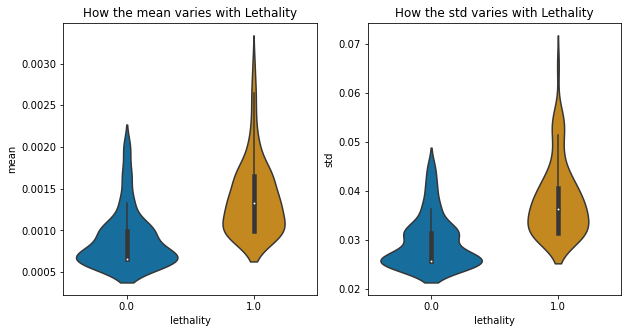 How the mean varies with Lethality
mean
0.0030
0.0025
0.0020
0.0015
0.0010
0.0005
0.0
1.0
lethality
How the std varies with Lethality
std
0.07
0.06
0.05
0.04
0.03
0.02
0.0
1.0
lethality